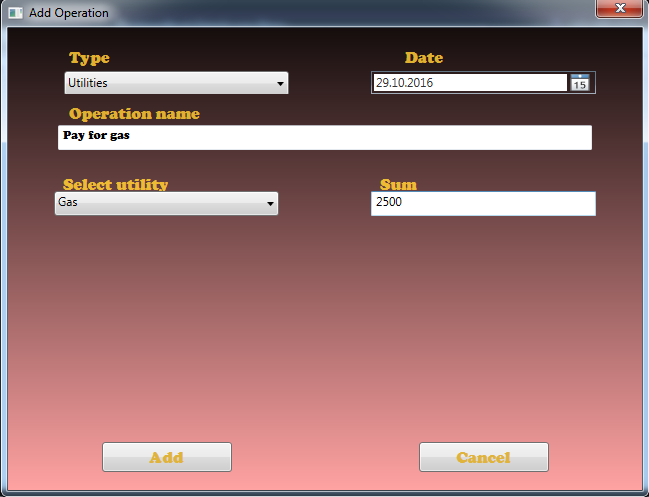 Add Operation
Type Date
Utilities 29.10.2016 15
Operation name
Pay for gas
Select utility Sum
Gas 2500
Add Cancel